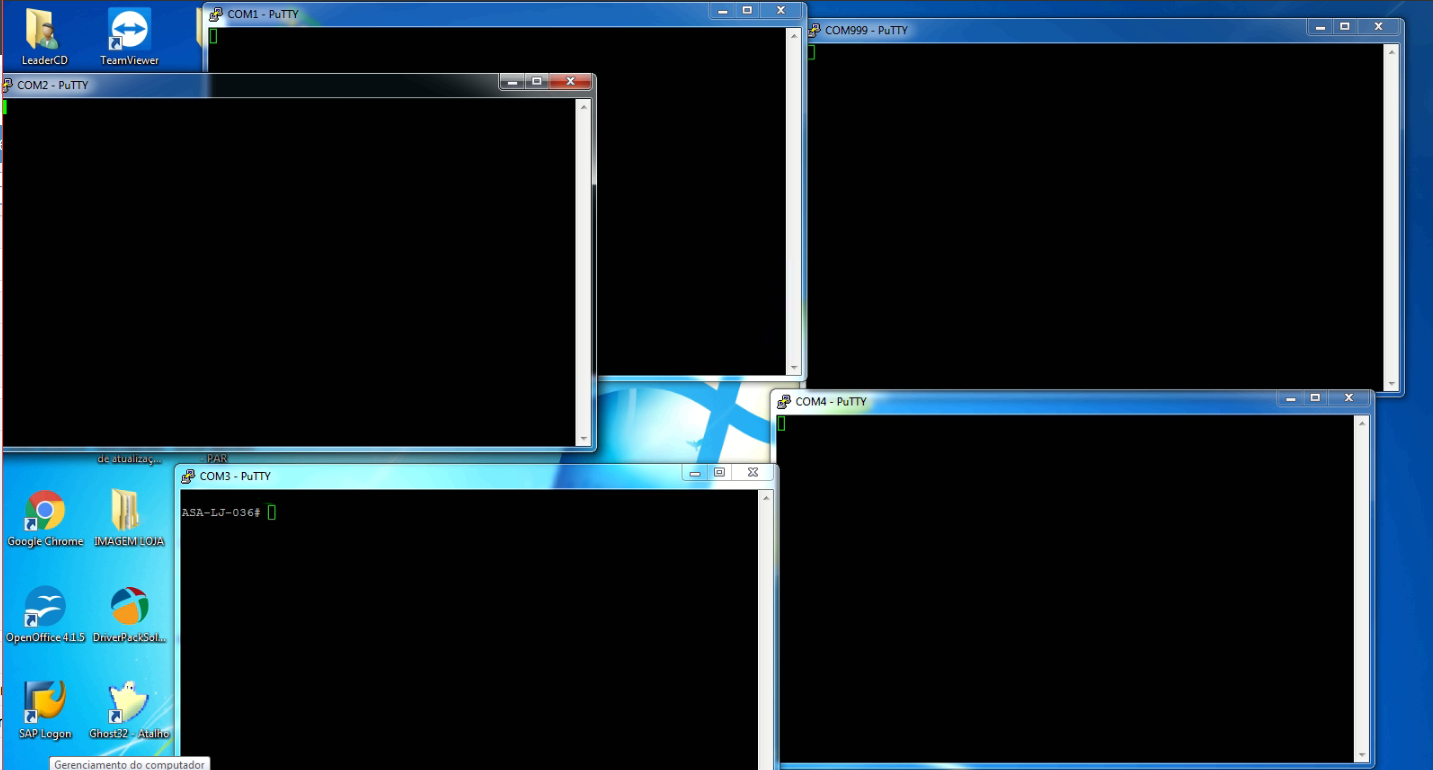 COM1 - PuTTY
COM999 - PuTTY
LeaderCD
TeamViewer
COM2 - PuTTY
COM4 - PuTTY
de atualizaç...
- PAR
COM3 - PuTTY
ASA-LJ-036#
Google Chrome
IMAGEM LOJA
OpenOffice 4.1.5
DriverPackSol...
SAP Logon
Ghost32 - Atalho
Gerenciamento do computador